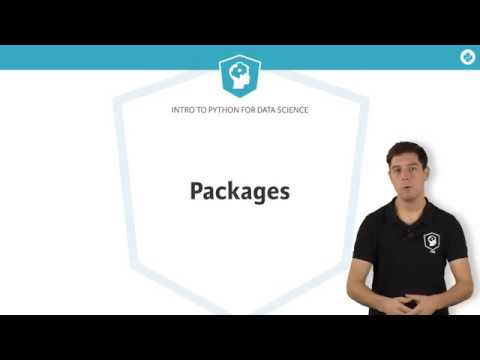 INTRO TO PYTHON FOR DATA SCIENCE
Packages